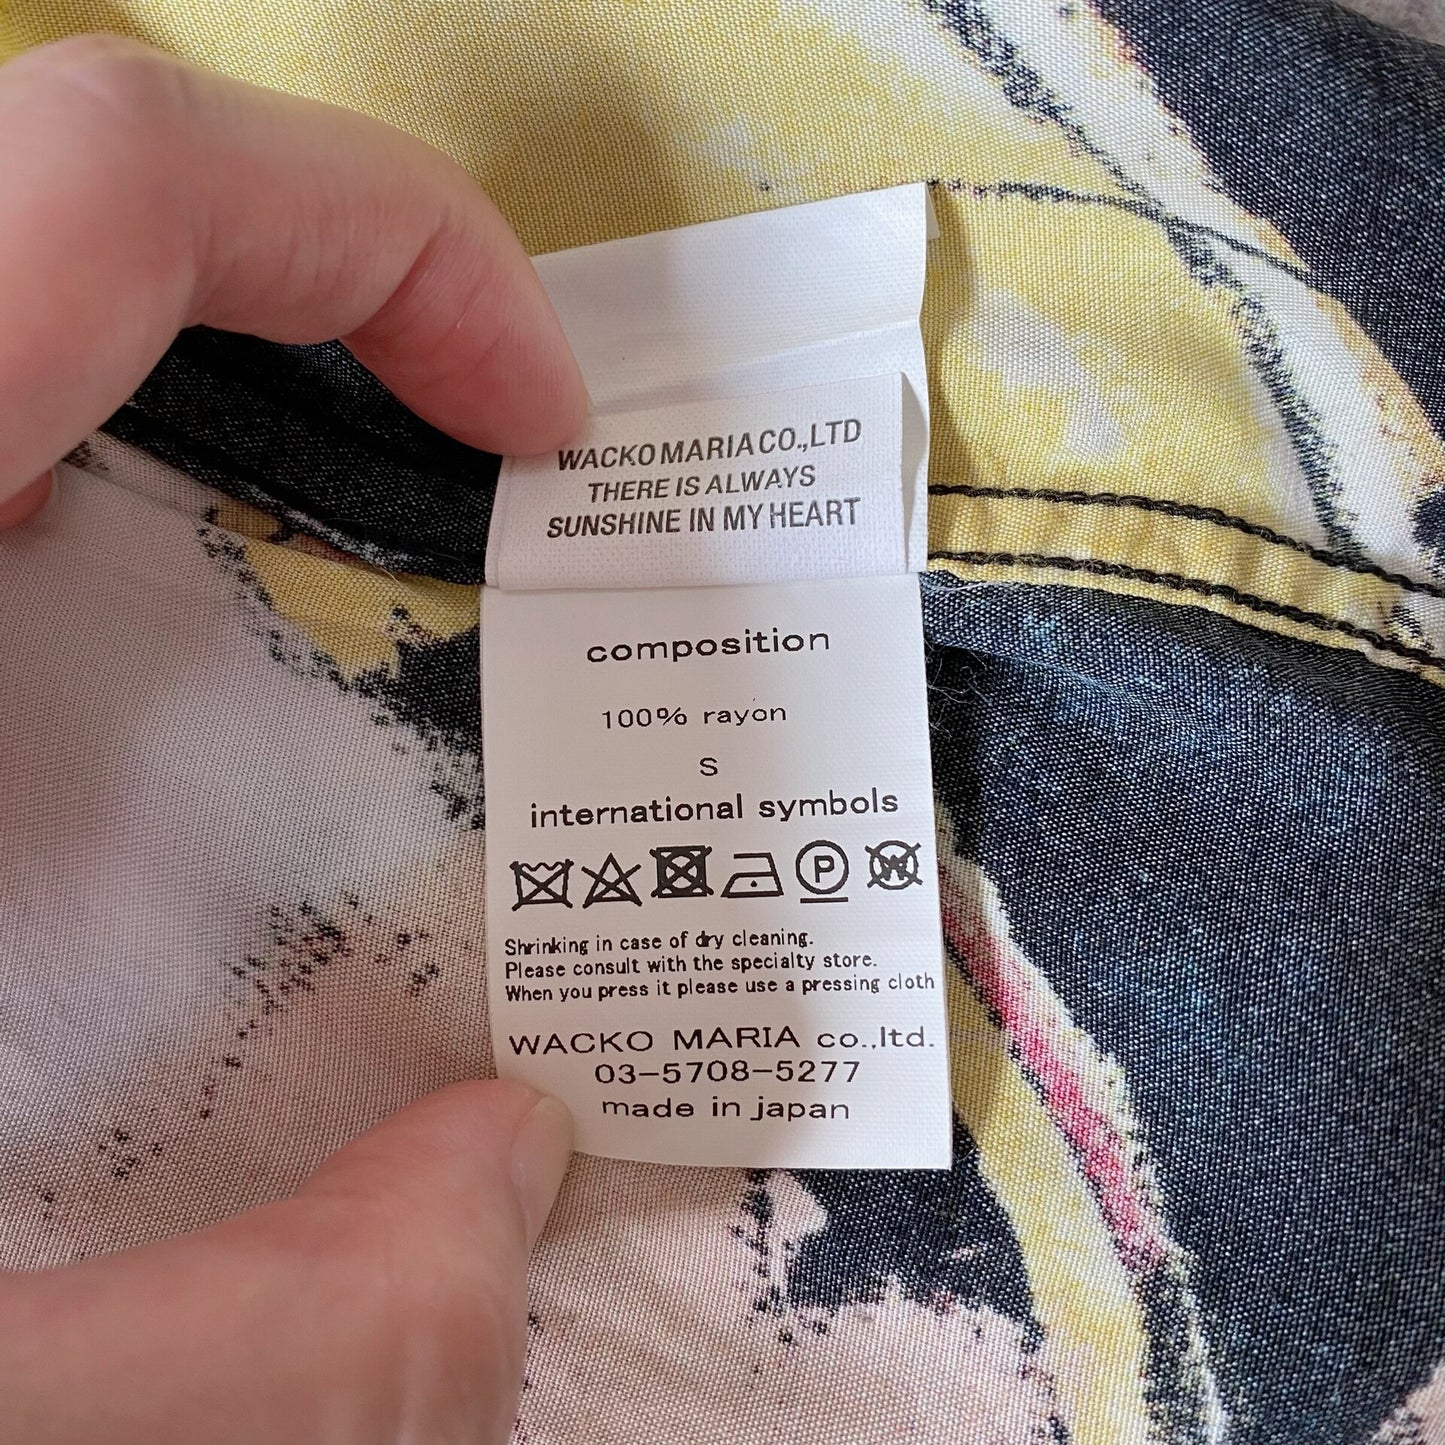 WACKO MARIA CO.,LTD
THERE IS ALWAYS
SUNSHINE IN MY HEART
composition
100% rayon
S
international symbols
P W
Shrinking in case of dry cleaning.
Please consult with the specialty store.
When you press it please use a pressing cloth
WACKO MARIA co.,ltd.
03-5708-5277
made in japan